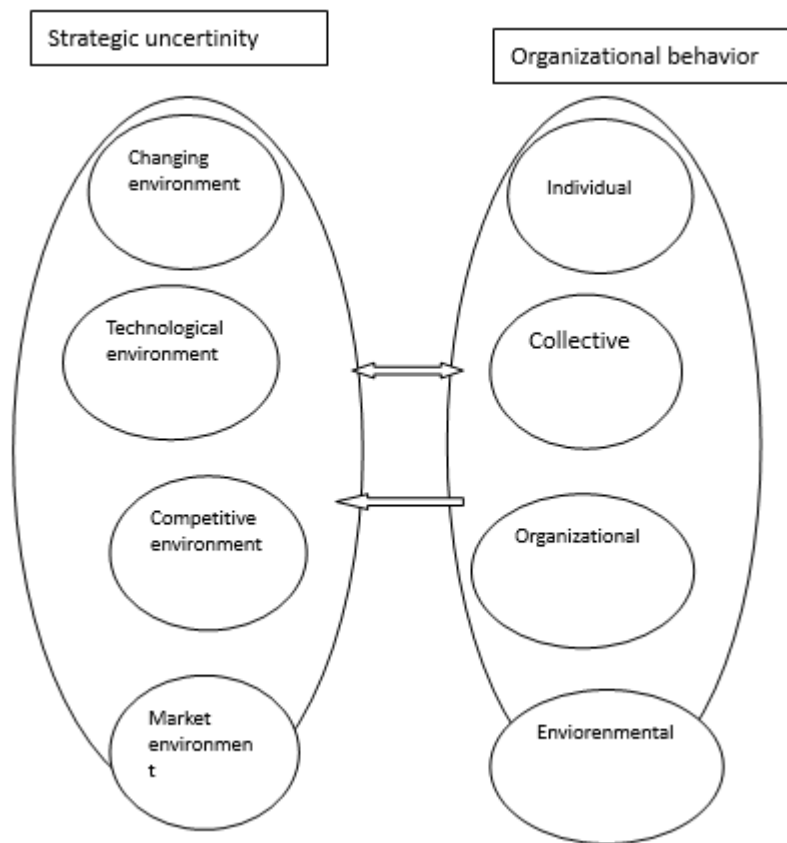 Strategic uncertinity
Organizational behavior
Changing
environment
Individual
Technological
environment
Collective
Competitive
environment
Organizational
Market
environmen
t
Enviorenmental